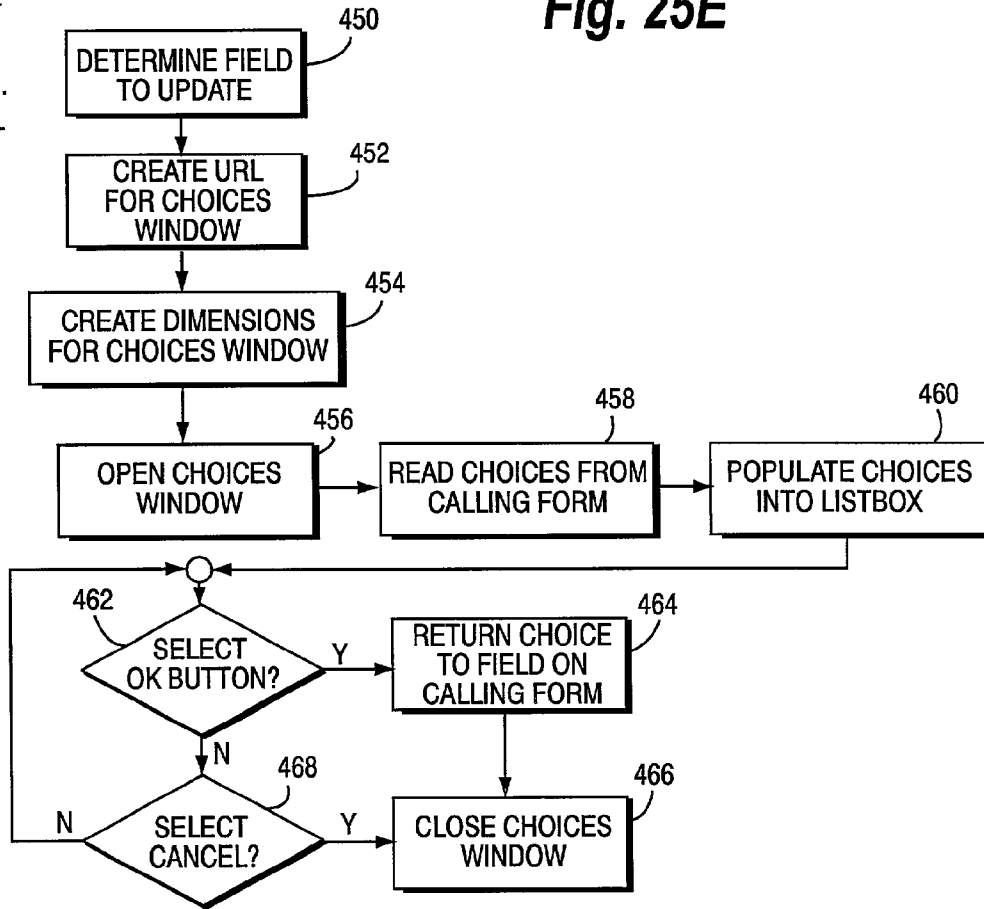 Fig. 25E
450
DETERMINE FIELD
TO UPDATE
452
CREATE URL
FOR CHOICES
WINDOW
454
CREATE DIMENSIONS
FOR CHOICES WINDOW
456
OPEN CHOICES
WINDOW
458
READ CHOICES FROM
CALLING FORM
460
POPULATE CHOICES
INTO LISTBOX
462
SELECT
OK BUTTON?
Y
N
464
RETURN CHOICE
TO FIELD ON
CALLING FORM
468
SELECT
CANCEL?
N
Y
466
CLOSE CHOICES
WINDOW